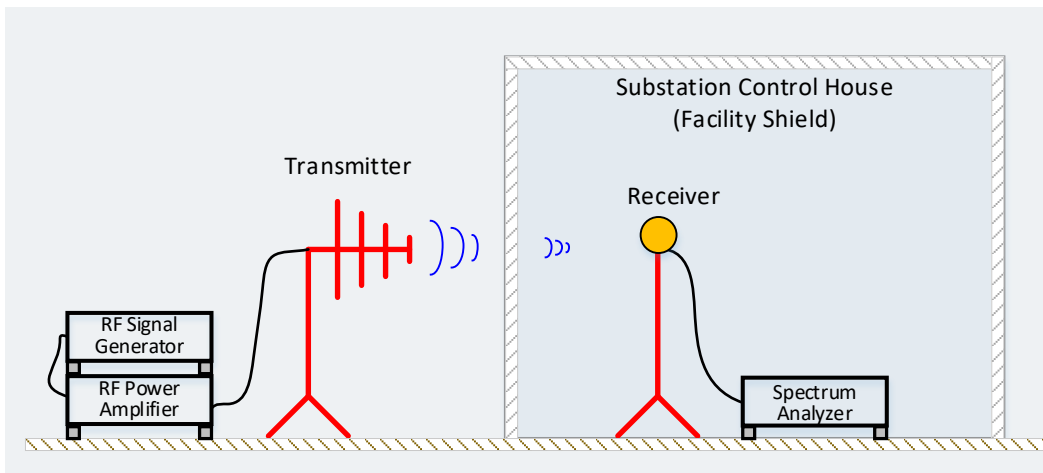 Substation Control House
(Facility Shield)
Transmitter
Receiver
RF Signal
Generator
RF Power
Amplifier
Spectrum
Analyzer